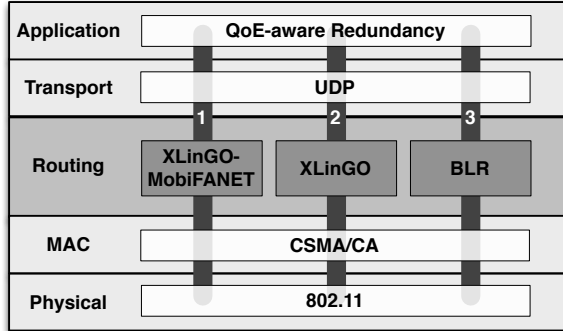 Application QoE-aware Redundancy
Transport UDP
1 2 3
Routing XLinGO- XLinGO BLR
MobiFANET
MAC CSMA/CA
Physical 802.11